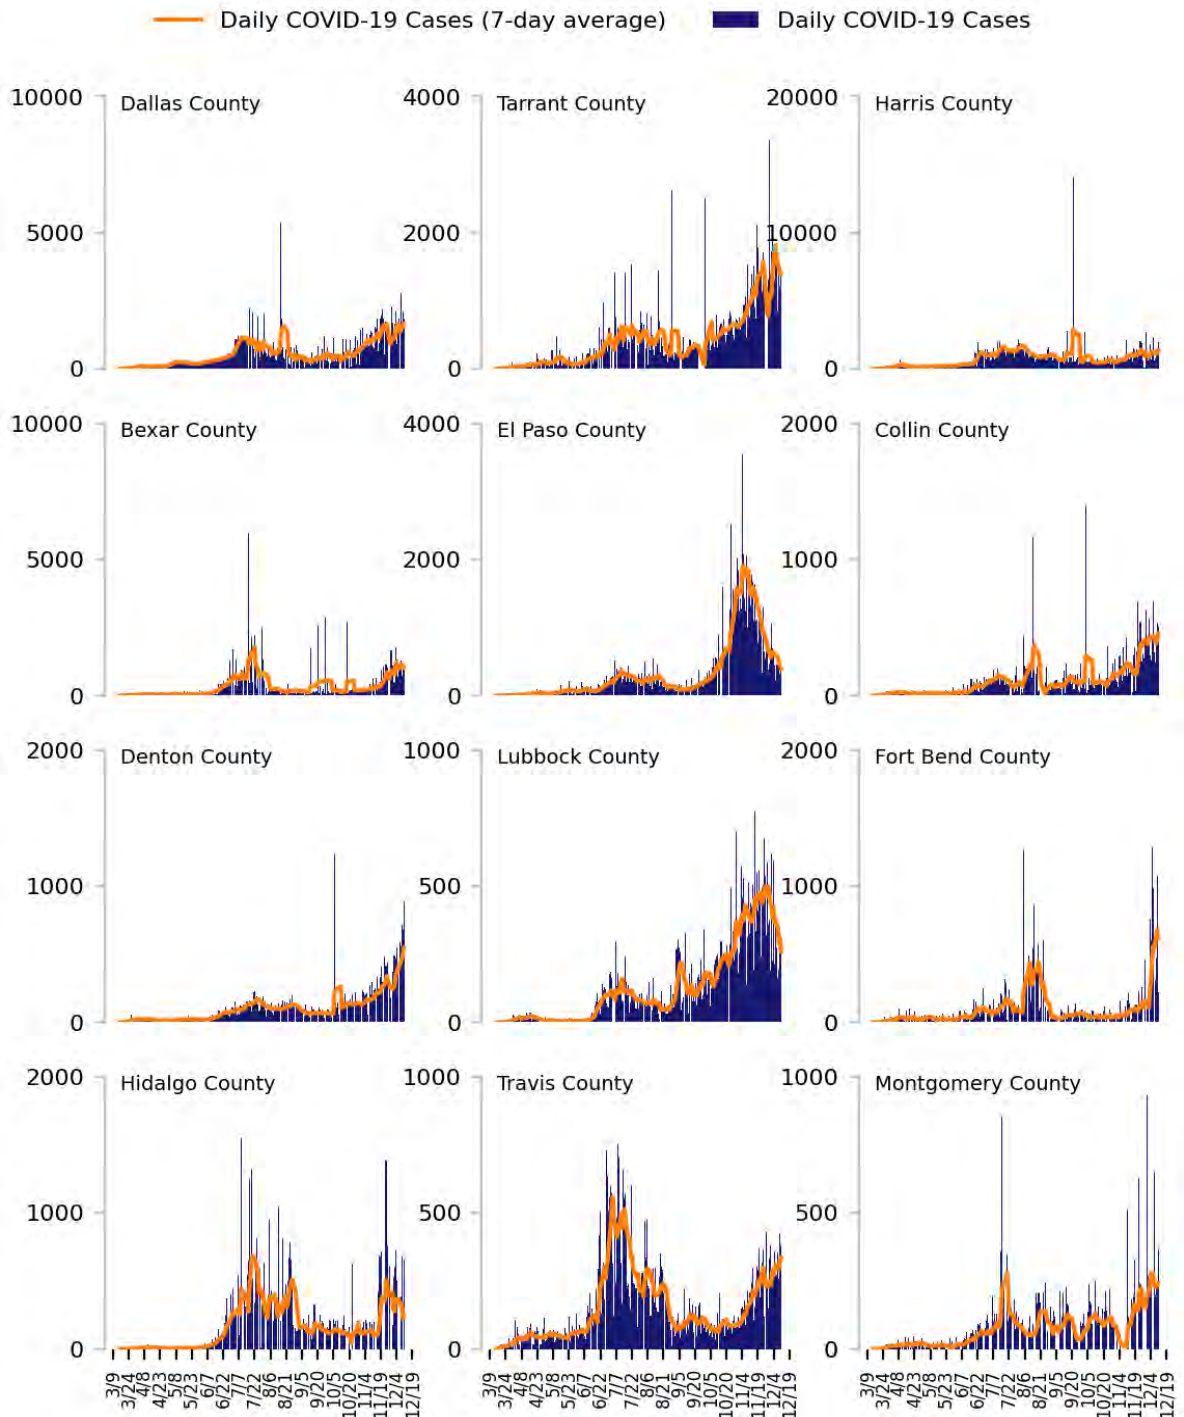 Daily COVID-19 Cases (7-day average) Daily COVID-19 Cases
10000 Dallas County 4000 Tarrant County 20000 Harris County
5000 2000 10000
0 0 0
10000 Bexar County 4000 El Paso County 2000 Collin County
5000 2000 1000
0 0 0
2000 Denton County 1000 Lubbock County 2000 Fort Bend County
1000 500 1000
0 0 0
2000 Hidalgo County 1000 Travis County 1000 Montgomery County
1000 500 500
0 0 0
3/9 3/24 4/8 4/23 5/8 5/23 6/7 6/22 7/7 7/22 8/6 8/21 9/5 9/20 10/5 10/20 11/4 11/19 12/4 12/19 3/9 3/24 4/8 4/23 5/8 5/23 6/7 6/22 7/7 7/22 8/6 8/21 9/5 9/20 10/5 10/20 11/4 11/19 12/4 12/19 3/9 3/24 4/8 4/23 5/8 5/23 6/7 6/22 7/7 7/22 8/6 8/21 9/5 9/20 10/5 10/20 11/4 11/19 12/4 12/19